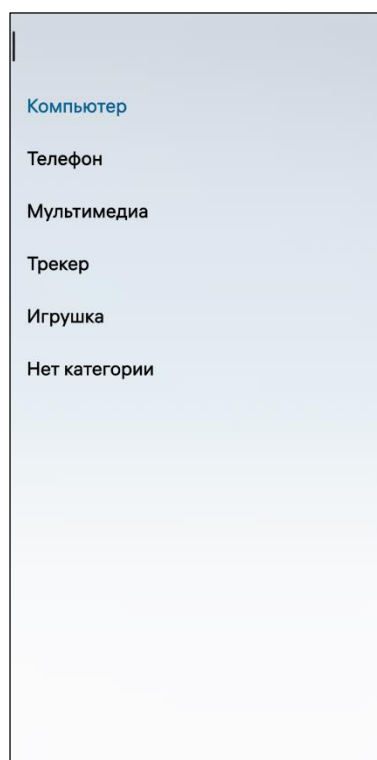 Компьютер
Телефон
Мультимедиа
Трекер
Игрушка
Нет категории